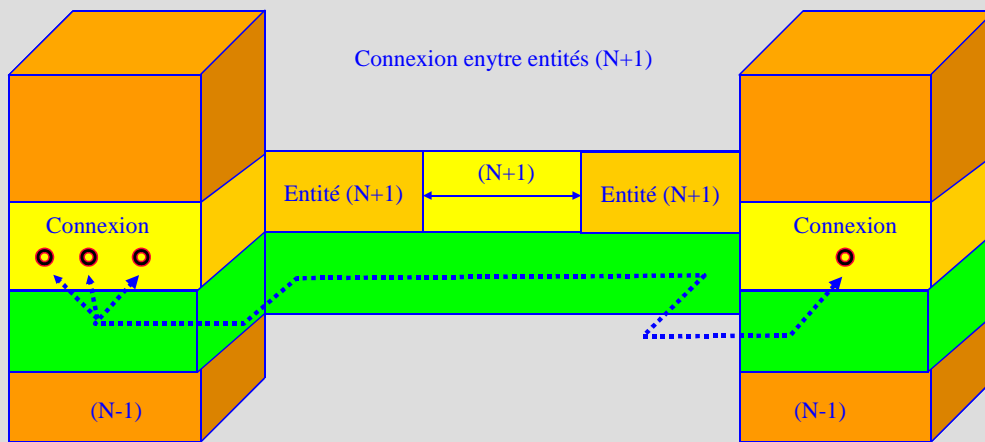 Connexion enytre entités (N+1)
Entité (N+1)
(N+1)
Entité (N+1)
Connexion
Connexion
(N-1)
(N-1)